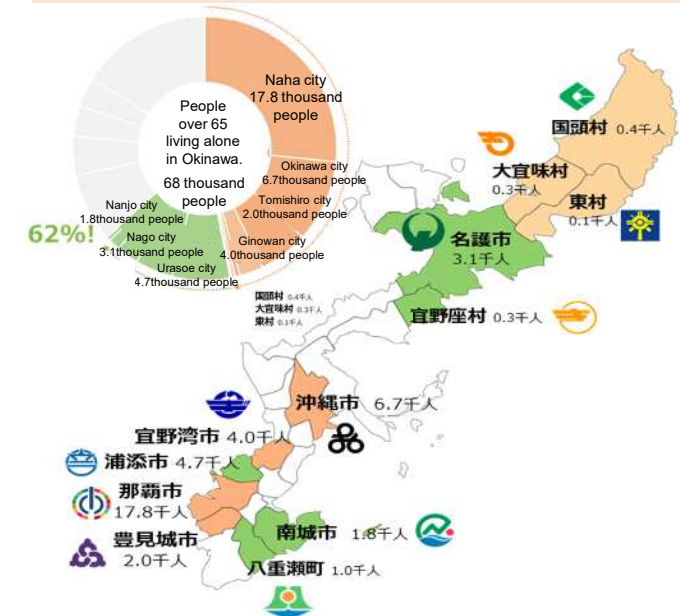 People
over 65
living alone
in Okinawa.
68 thousand
people
Naha city
17.8 thousand
people
Okinawa city
6.7thousand people
Tomishiro city
2.0thousand people
Ginowan city
4.0thousand people
Urasoe city
4.7thousand people
Nago city
3.1thousand people
Nanjo city
1.8thousand people
62%!
国頭村 0.4千人
大宜味村
0.3千人
東村
0.1千人
名護市
3.1千人
宜野座村 0.3千人
国頭村 0.4千人
大宜味村 0.3千人
東村 0.1千人
沖縄市 6.7千人
宜野湾市 4.0千人
浦添市 4.7千人
那覇市
17.8千人
豊見城市
2.0千人
南城市 1.8千人
八重瀬町 1.0千人